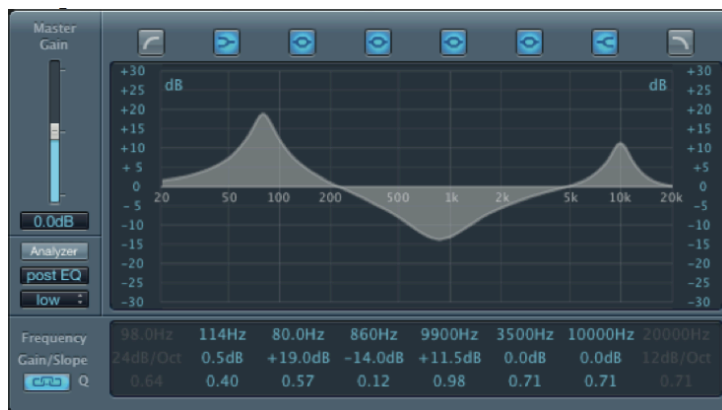 Master
Gain
0.0dB
Analyzer
post EQ
low
dB dB
+30 +30
+25 +25
+20 +20
+15 +15
+10 +10
+ 5 + 5
0 0
- 5 -5
-10 -10
-15 -15
-20 -20
-25 -25
-30 -30
20 50 100 200 500 1k 2k 5k 10k 20k
Frequency 98.0Hz 114Hz 80.0Hz 860Hz 9900Hz 3500Hz 10000Hz 20000Hz
Gain/Slope 24dB/Oct 0.5dB +19.0dB -14.0dB +11.5dB 0.0dB 0.0dB 12dB/Oct
Q 0.64 0.40 0.57 0.12 0.98 0.71 0.71 0.71